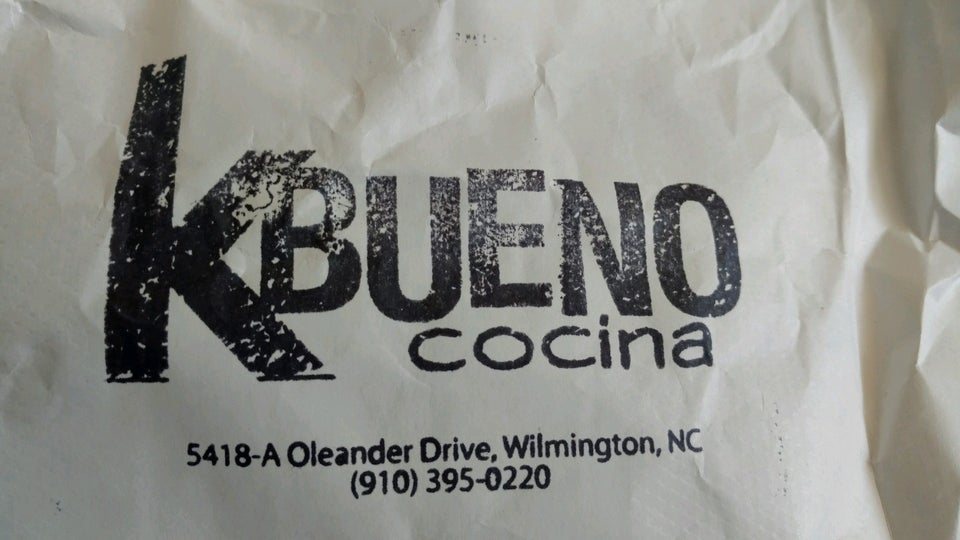 kBUENO
cocina
5418-A Oleander Drive, Wilmington, NC
(910) 395-0220